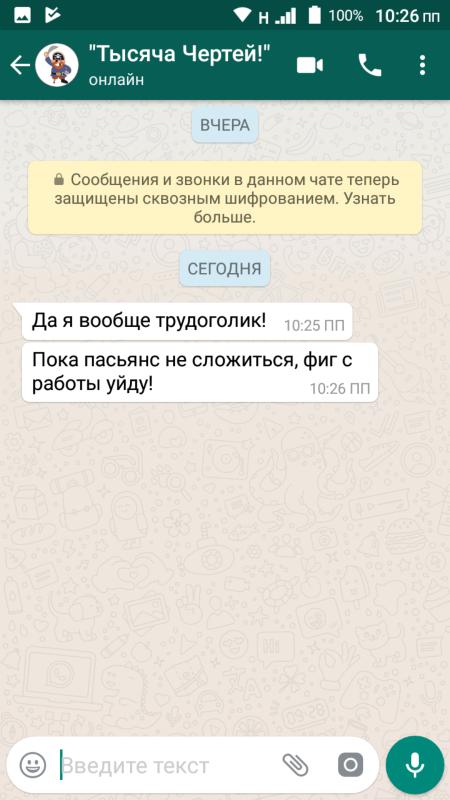 Н 100% 10:26 пп
"Тысяча Чертей!"
онлайн
ВЧЕРА
Сообщения и звонки в данном чате теперь
защищены сквозным шифрованием. Узнать
больше.
СЕГОДНЯ
Да я вообще трудоголик! 10:25 ПП
Пока пасьянс не сложиться, фиг с
работы уйду! 10:26 ПП
Введите текст